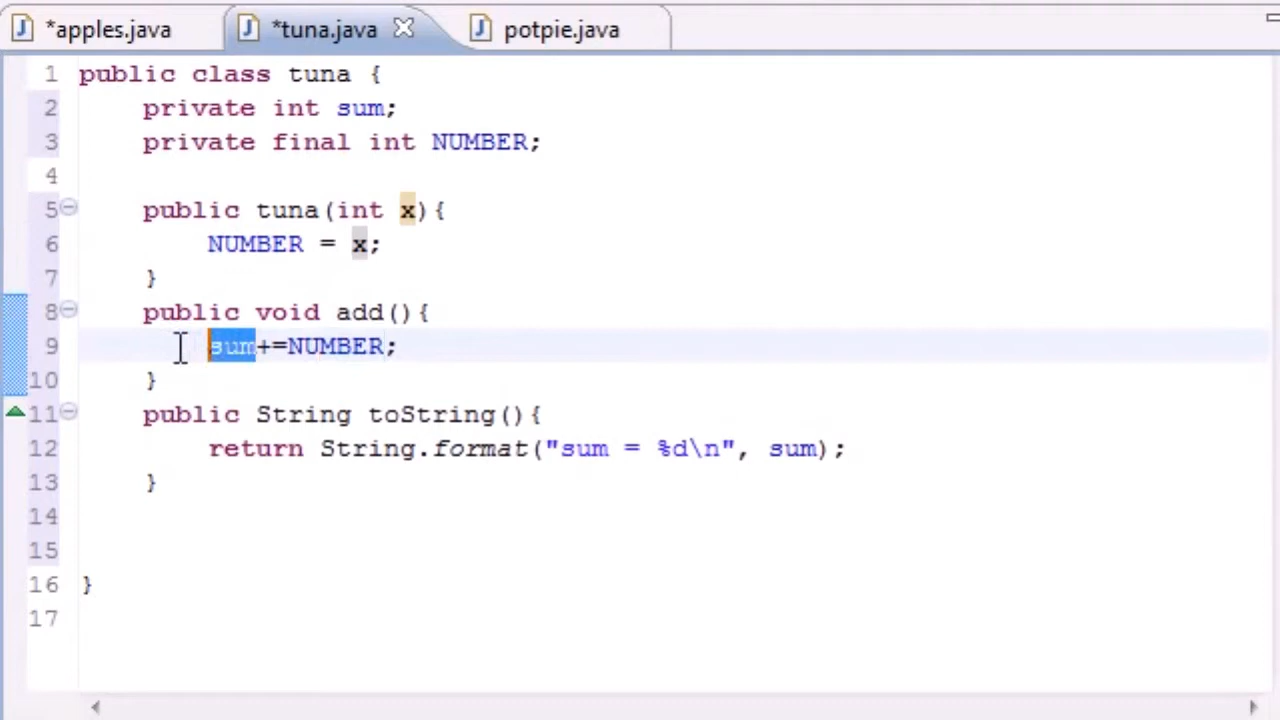 *apples.java *tuna.java potpie.java
1 public class tuna {
2 private int sum;
3 private final int NUMBER;
4
5 public tuna(int x){
6 NUMBER = x;
7 }
8 public void add(){
9 sum+=NUMBER;
10 }
11 public String toString(){
12 return String.format("sum = %d\n", sum);
13 }
14
15
16 }
17